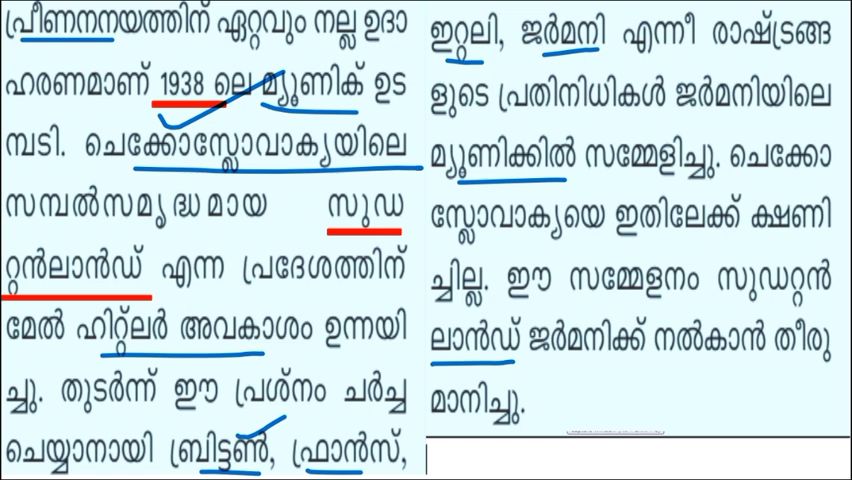 പ്രീണനനയത്തിന് ഏറ്റവും നല്ല ഉദാ
ഹരണമാണ് 1938 ലെ മ്യൂണിക് ഉട
മ്പടി. ചെക്കോസ്ലോവാക്യയിലെ
സമ്പൽസമൃദ്ധമായ സുഡ
റ്റൻലാൻഡ് എന്ന പ്രദേശത്തിന്
മേൽ ഹിറ്റ്ലർ അവകാശം ഉന്നയി
ച്ചു. തുടർന്ന് ഈ പ്രശ്നം ചർച്ച
ചെയ്യാനായി ബ്രിട്ടൺ, ഫ്രാൻസ്,
ഇറ്റലി, ജർമനി എന്നീ രാഷ്ട്രങ്ങ
ളുടെ പ്രതിനിധികൾ ജർമനിയിലെ
മ്യൂണിക്കിൽ സമ്മേളിച്ചു. ചെക്കോ
സ്ലോവാക്യയെ ഇതിലേക്ക് ക്ഷണി
ച്ചില്ല. ഈ സമ്മേളനം സുഡറ്റൻ
ലാൻഡ് ജർമനിക്ക് നൽകാൻ തീരു
മാനിച്ചു.